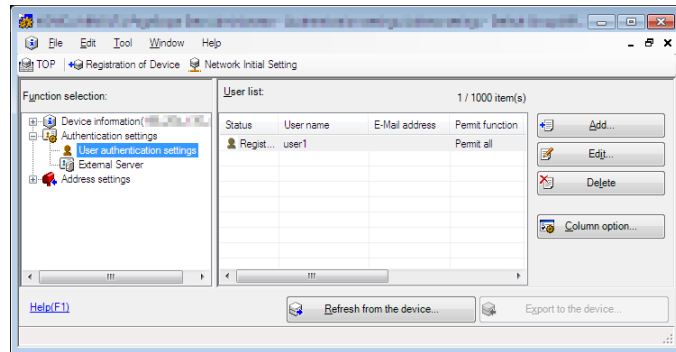 File Edit Tool Window Help
TOP Registration of Device Network Initial Setting
Function selection:
Device information(
Authentication settings
User authentication settings
External Server
Address settings
User list:
1 / 1000 item(s)
Status User name E-Mail address Permit function
Regist... user1 Permit all
Add...
Edit...
Delete
Column option...
Help(F1)
Refresh from the device...
Export to the device...